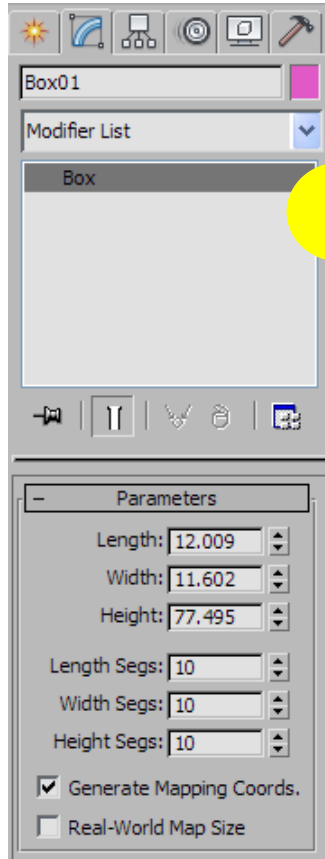 Box01
Modifier List
Box
Parameters
Length: 12.009
Width: 11.602
Height: 77.495
Length Segs: 10
Width Segs: 10
Height Segs: 10
Generate Mapping Coords.
Real-World Map Size